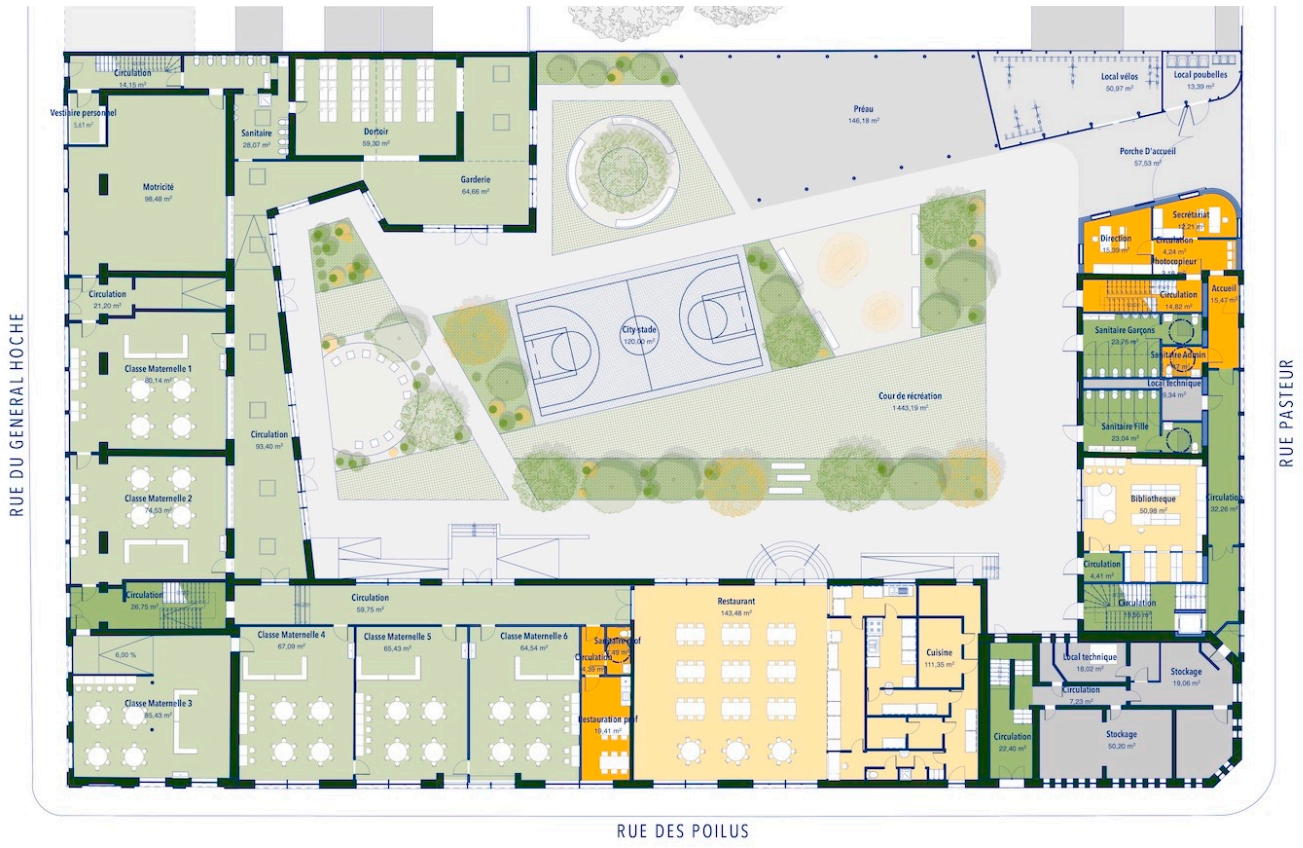 Circulation
14,15 m²
Vestiaire personnel
5,61 m²
Sanitaire
28,07 m²
Dortoir
59,30 m²
Garderie
64,66 m²
Motricité
98,48 m²
Préau
146,18 m²
Local vélos
50,97 m²
Local poubelles
13,39 m²
Porche D'accueil
57,53 m²
Secrétariat
12,21 m²
Direction
Circulation
4,24 m²
Photocopieur
Circulation
14,82 m²
Accueil
15,47 m²
Sanitaire Garçons
23,75 m²
Sanitaire Admin
Local technique
9,34 m²
Sanitaire Fille
23,04 m²
Bibliotheque
50,98 m²
Circulation
32,26 m²
Circulation
4,41 m²
Circulation
Circulation
21,20 m²
Classe Maternelle 1
80,14 m²
Classe Maternelle 2
74,53 m²
Circulation
93,40 m²
City-stade
120,00 m²
Cour de récréation
1 443,19 m²
Circulation
26,75 m²
Circulation
59,75 m²
6,00 %
Classe Maternelle 3
85,43 m²
Classe Maternelle 4
67,09 m²
Classe Maternelle 5
65,43 m²
Classe Maternelle 6
64,54 m²
Sanitaire prof
Circulation
4,39 m²
Restauration prof
19,41 m²
Restaurant
143,48 m²
Cuisine
111,35 m²
Circulation
22,40 m²
Local technique
18,02 m²
Circulation
7,23 m²
Stockage
19,06 m²
Stockage
50,20 m²
RUE DU GENERAL HOCHE
RUE PASTEUR
RUE DES POILUS